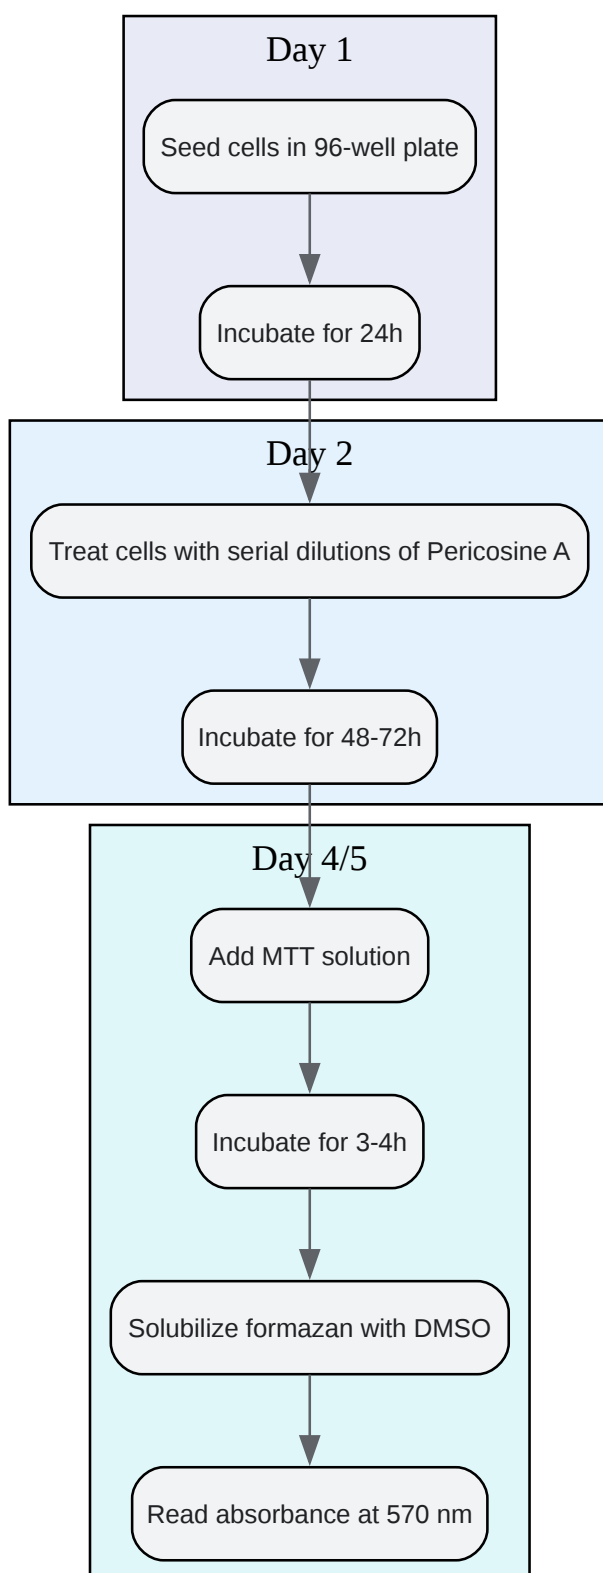 Day 1
Seed cells in 96-well plate
Incubate for 24h
Day 2
Treat cells with serial dilutions of Pericosine A
Incubate for 48-72h
Day 4/5
Add MTT solution
Incubate for 3-4h
Solubilize formazan with DMSO
Read absorbance at 570 nm